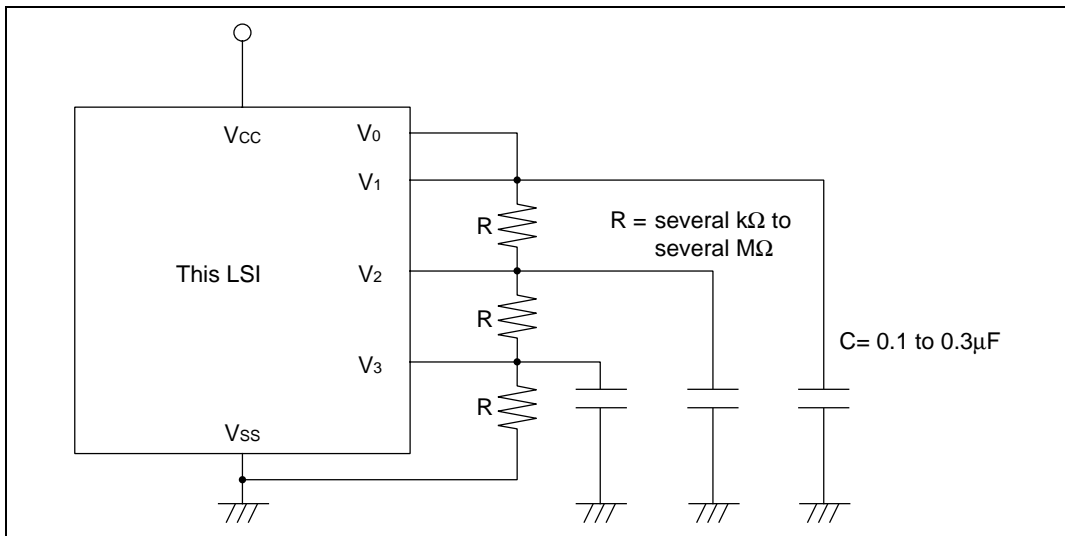 VCC
V0
V1
R
R = several kΩ to
several MΩ
This LSI
V2
R
C= 0.1 to 0.3μF
V3
R
VSS